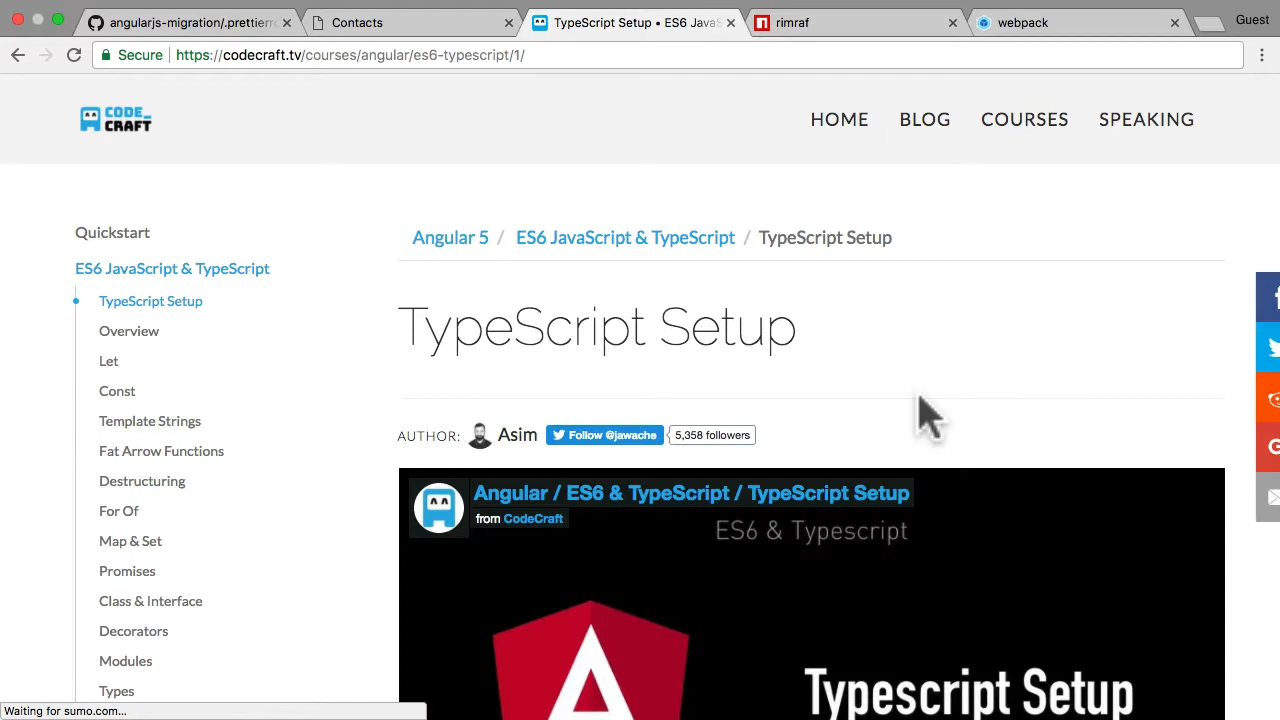 angularjs-migration/.prettierrc
Contacts
TypeScript Setup • ES6 JavaS
rimraf
webpack
Guest
Secure
https://codecraft.tv/courses/angular/es6-typescript/1/
CODE_
CRAFT
HOME
BLOG
COURSES
SPEAKING
Quickstart
ES6 JavaScript & TypeScript
TypeScript Setup
Overview
Let
Const
Template Strings
Fat Arrow Functions
Destructuring
For Of
Map & Set
Promises
Class & Interface
Decorators
Modules
Types
Angular 5 / ES6 JavaScript & TypeScript / TypeScript Setup
TypeScript Setup
AUTHOR: Asim Follow @jawache 5,358 followers
Angular / ES6 & TypeScript / TypeScript Setup
from CodeCraft
ES6 & Typescript
Typescript Setup
Waiting for sumo.com...